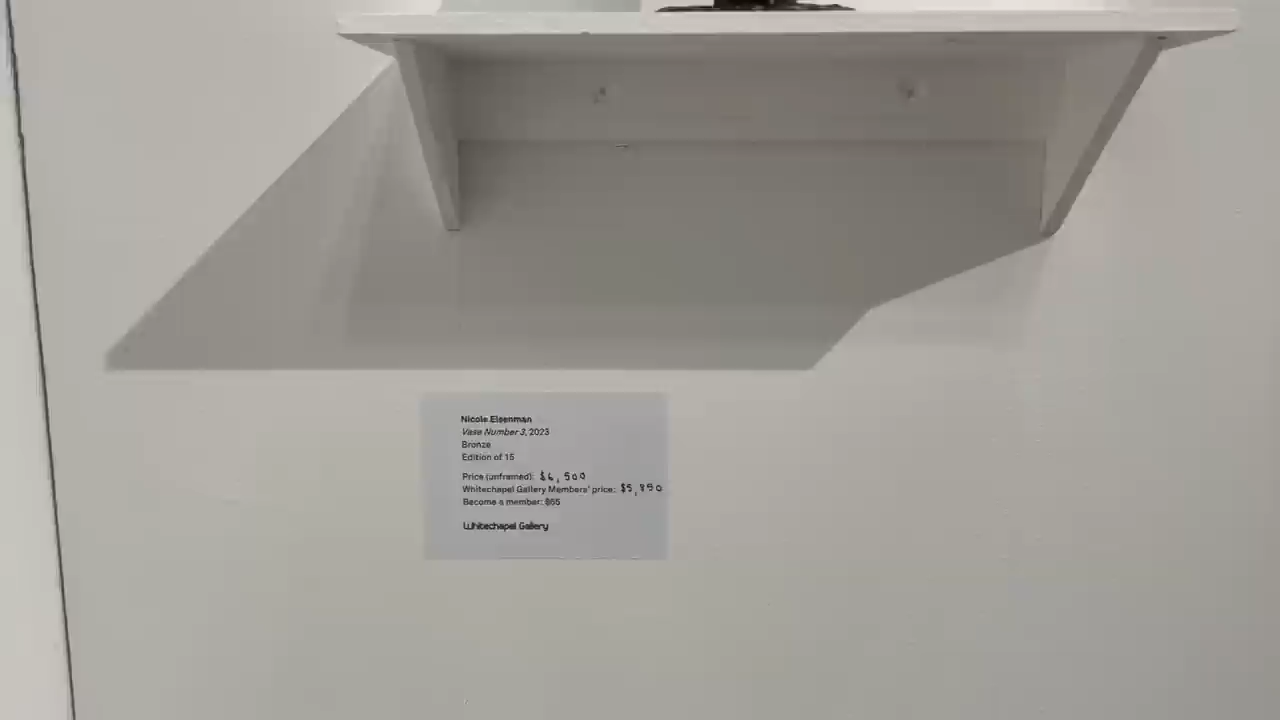 Nicole Eisenman
Vase Number 3, 2023
Bronze
Edition of 15
Price (unframed): $6,500
Whitechapel Gallery Members' price: $5,850
Become a member: $65
Whitechapel Gallery